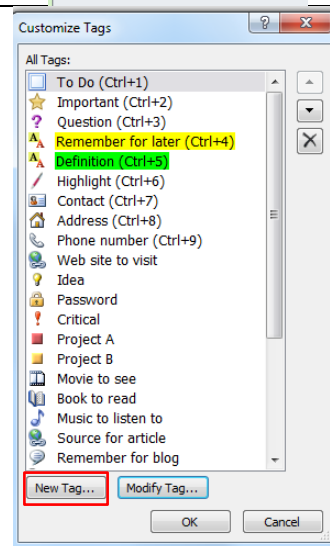 Customize Tags
All Tags:
To Do (Ctrl+1)
Important (Ctrl+2)
Question (Ctrl+3)
Remember for later (Ctrl+4)
Definition (Ctrl+5)
Highlight (Ctrl+6)
Contact (Ctrl+7)
Address (Ctrl+8)
Phone number (Ctrl+9)
Web site to visit
Idea
Password
Critical
Project A
Project B
Movie to see
Book to read
Music to listen to
Source for article
Remember for blog
New Tag...
Modify Tag...
OK
Cancel